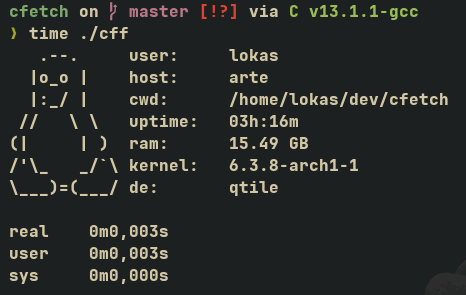 cfetch on  master [!?] via C v13.1.1-gcc
❯ time ./cff
   .--.     user:     lokas
  |o_o |    host:     arte
  |:_/ |    cwd:      /home/lokas/dev/cfetch
 //   \ \   uptime:   03h:16m
(|     | )  ram:      15.49 GB
/'\_   _/`\ kernel:   6.3.8-arch1-1
\___)=(___/ de:       qtile
real    0m0,003s
user    0m0,003s
sys     0m0,000s